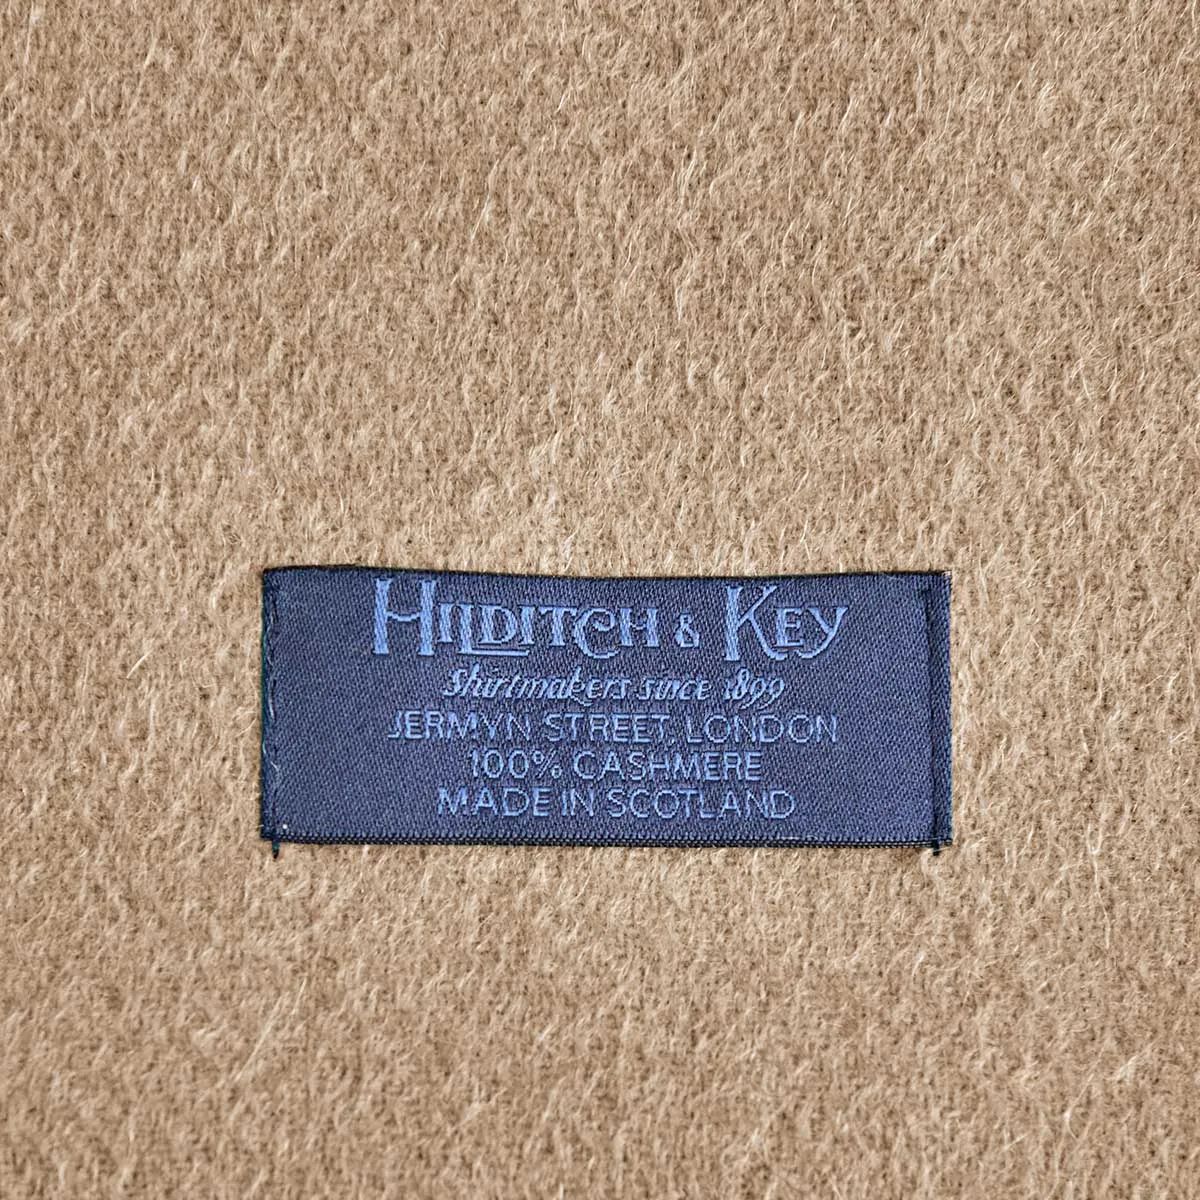 HILDITCH & KEY
Shirtmakers since 1899
JERMYN STREET, LONDON
100% CASHMERE
MADE IN SCOTLAND